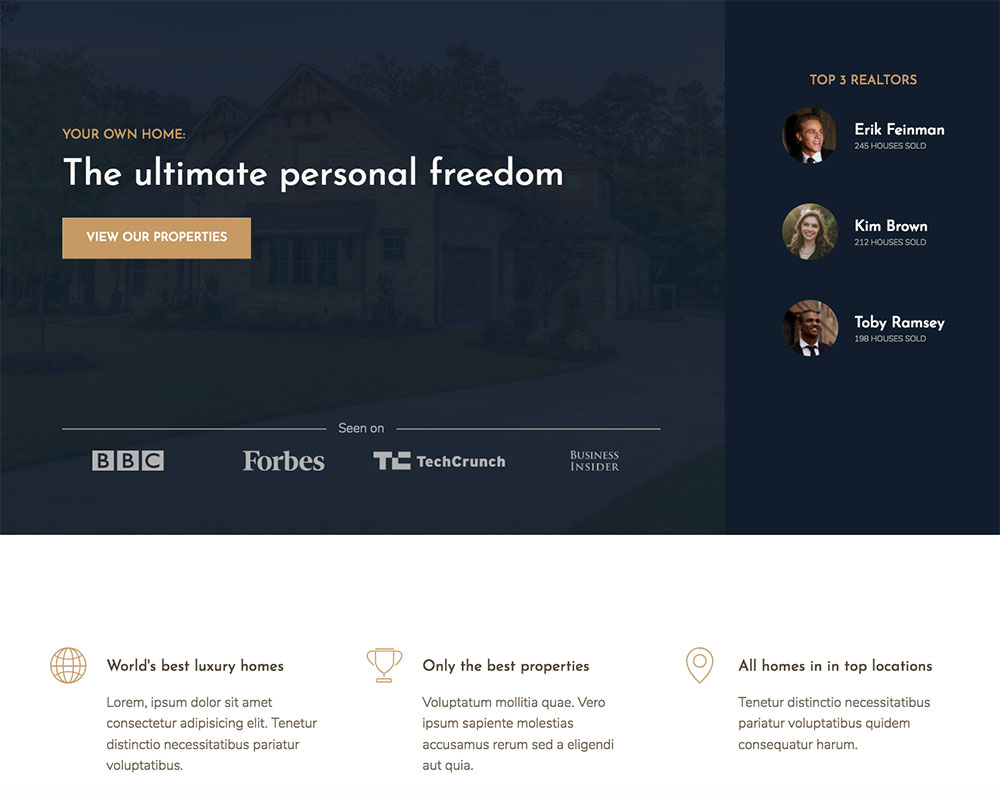 YOUR OWN HOME:
The ultimate personal freedom
VIEW OUR PROPERTIES
Seen on
BBC
Forbes
TC TechCrunch
BUSINESS
INSIDER
TOP 3 REALTORS
Erik Feinman
245 HOUSES SOLD
Kim Brown
212 HOUSES SOLD
Toby Ramsey
198 HOUSES SOLD
World's best luxury homes
Lorem, ipsum dolor sit amet
consectetur adipisicing elit. Tenetur
distinctio necessitatibus pariatur
voluptatibus.
Only the best properties
Voluptatum mollitia quae. Vero
ipsum sapiente molestias
accusamus rerum sed a eligendi
aut quia.
All homes in in top locations
Tenetur distinctio necessitatibus
pariatur voluptatibus quidem
consequatur harum.